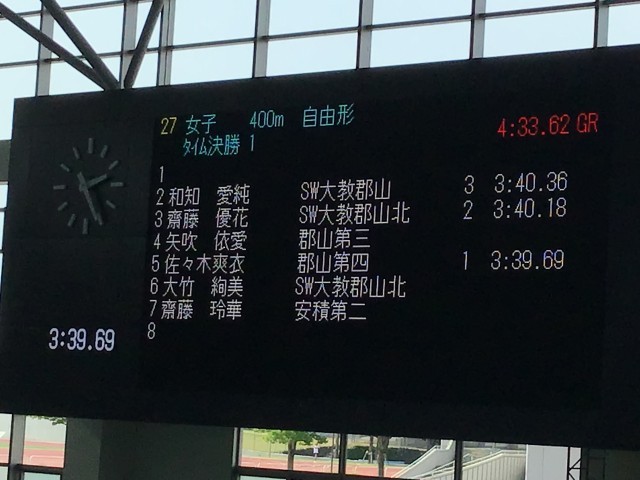 27 女子 400m 自由形 4:33.62 GR
ﾀｲﾑ決勝 1
1
2 和知 愛純 SW大教郡山 3 3:40.36
3 齋藤 優花 SW大教郡山北 2 3:40.18
4 矢吹 依愛 郡山第三
5 佐々木爽衣 郡山第四 1 3:39.69
6 大竹 絢美 SW大教郡山北
7 齋藤 玲華 安積第二
8
3:39.69